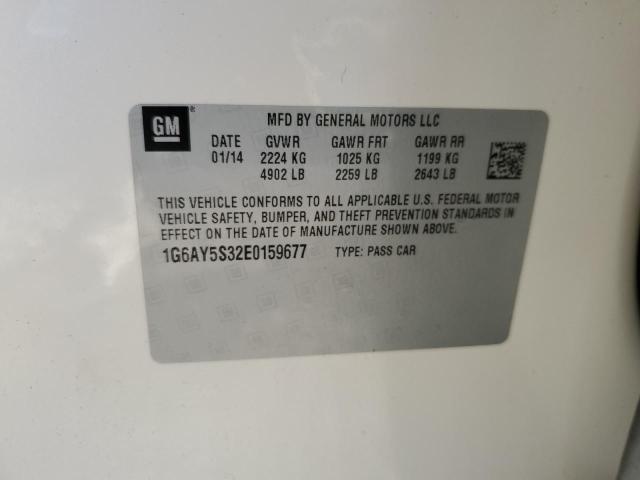 GM ®
MFD BY GENERAL MOTORS LLC
DATE GVWR GAWR FRT GAWR RR
01/14 2224 KG 1025 KG 1199 KG
4902 LB 2259 LB 2643 LB
THIS VEHICLE CONFORMS TO ALL APPLICABLE U.S. FEDERAL MOTOR
VEHICLE SAFETY, BUMPER, AND THEFT PREVENTION STANDARDS IN
EFFECT ON THE DATE OF MANUFACTURE SHOWN ABOVE.
1G6AY5S32E0159677 TYPE: PASS CAR